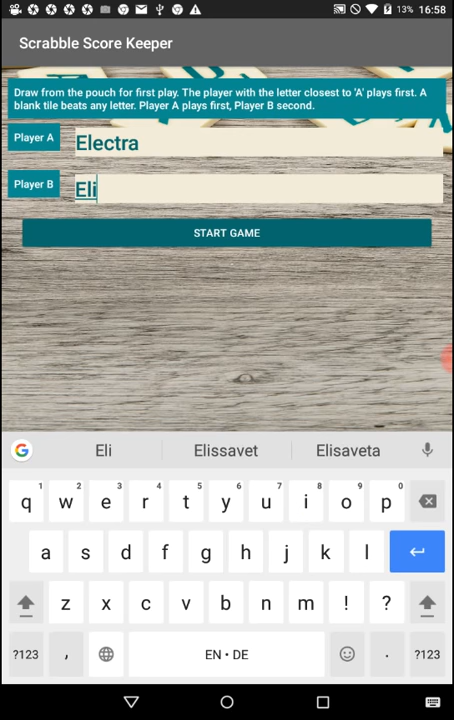 13% 16:58
Scrabble Score Keeper
Draw from the pouch for first play. The player with the letter closest to 'A' plays first. A
blank tile beats any letter. Player A plays first, Player B second.
Player A Electra
Player B Eli
START GAME
Eli Elissavet Elisaveta
1 2 3 4 5 6 7 8 9 0
q w e r t y u i o p
a s d f g h j k l
z x c v b n m ! ?
?123 , EN • DE . ?123